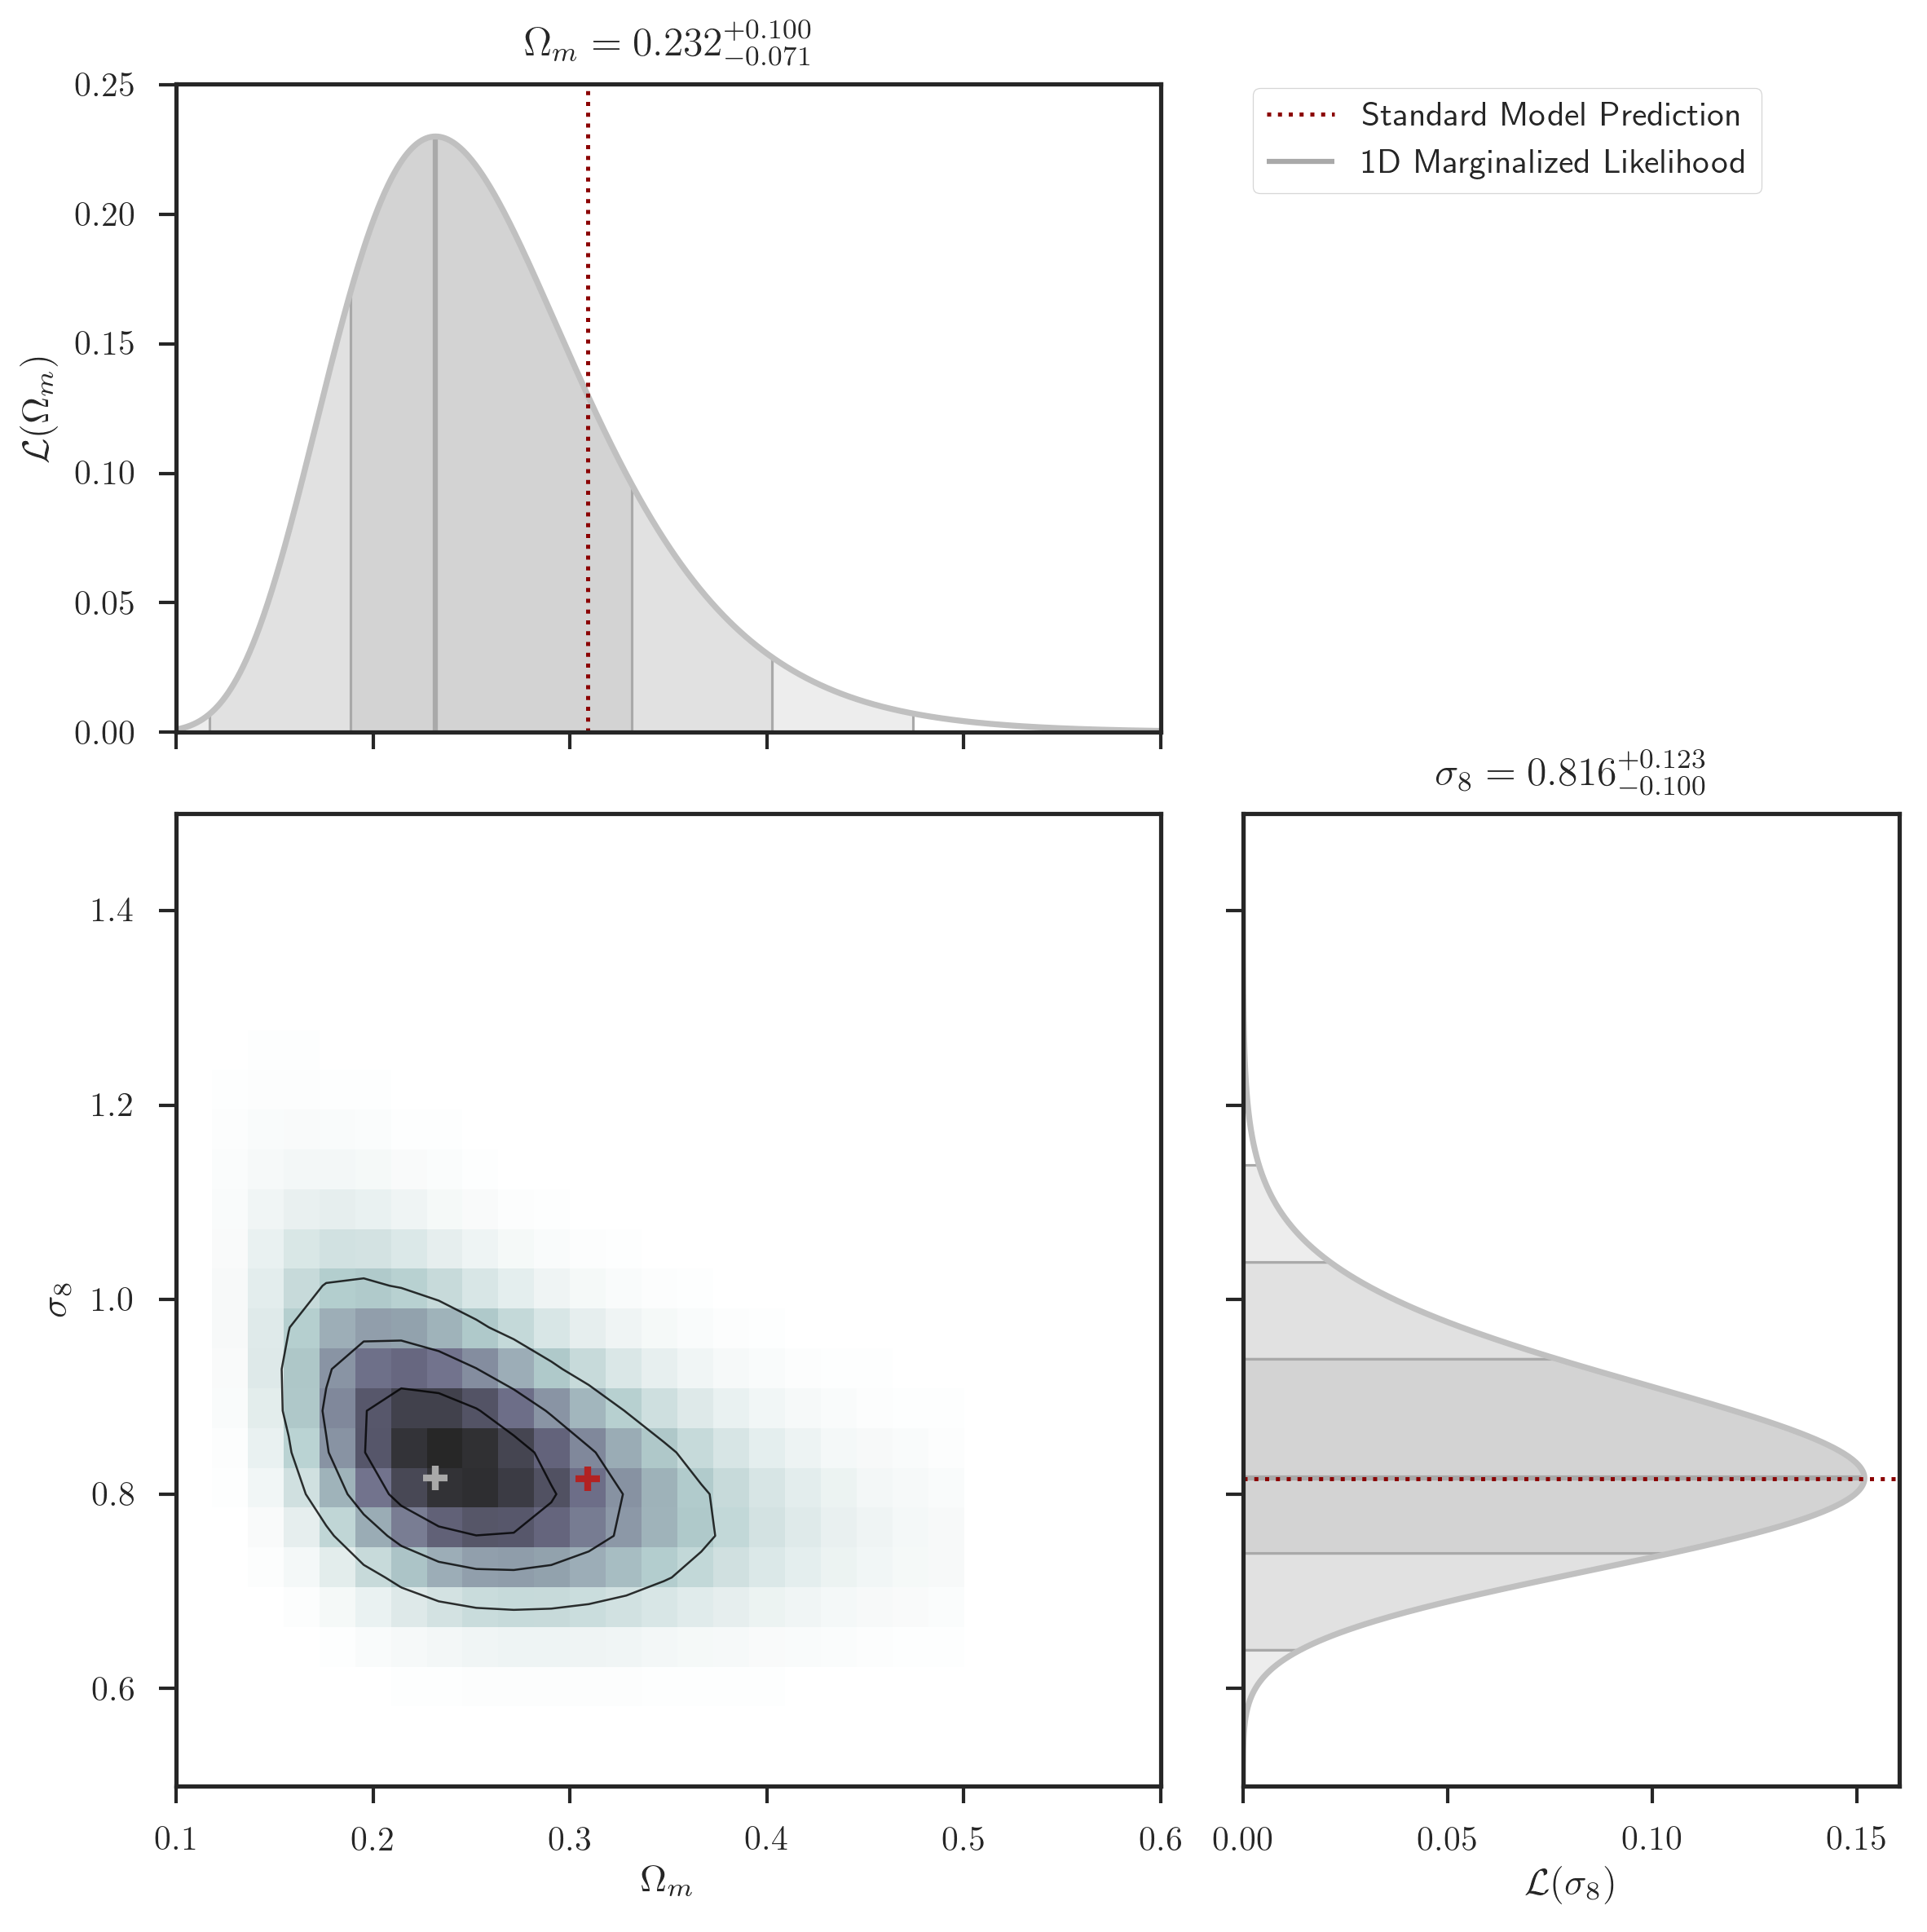 Ωₘ = 0.232 +0.100 −0.071
0.25
0.20
0.15
0.10
0.05
0.00
ℒ(Ωₘ)
Standard Model Prediction
1D Marginalized Likelihood
σ₈ = 0.816 +0.123 −0.100
1.4
1.2
1.0
0.8
0.6
σ₈
0.1 0.2 0.3 0.4 0.5 0.6
Ωₘ
0.00 0.05 0.10 0.15
ℒ(σ₈)